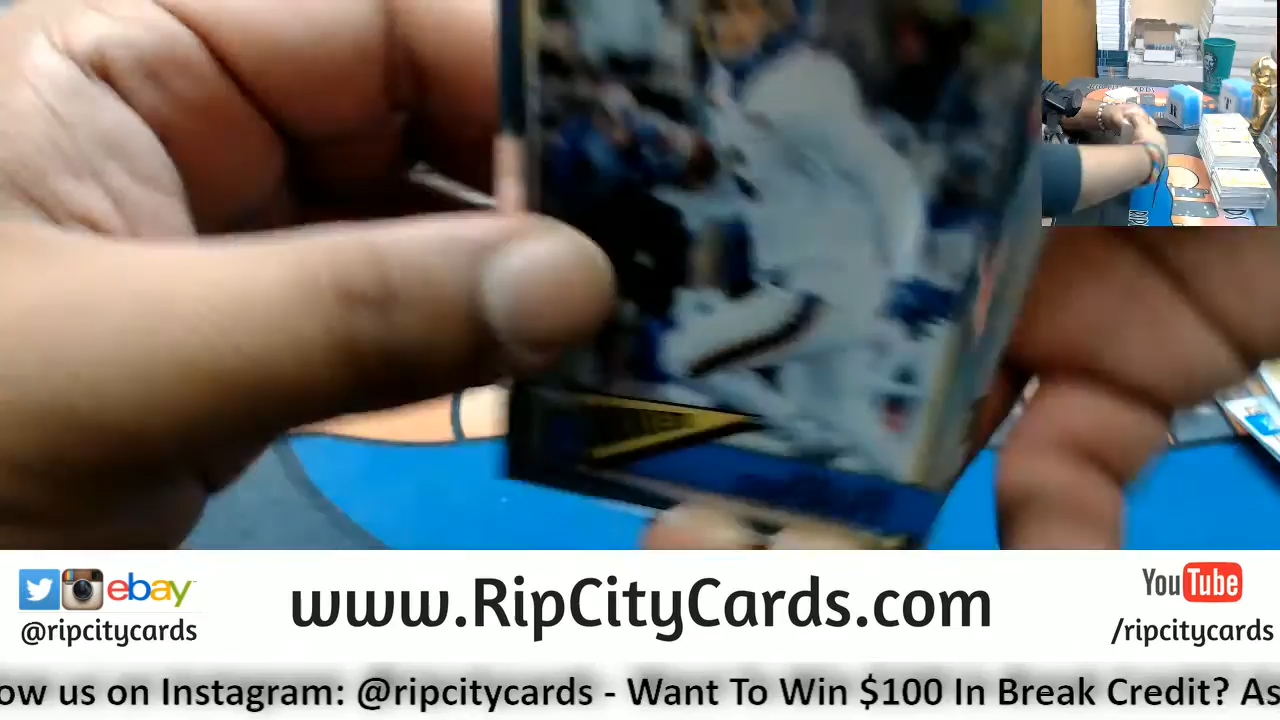 ebay
www.RipCityCards.com
YouTube
@ripcitycards
/ripcitycards
ow us on Instagram: @ripcitycards - Want To Win $100 In Break Credit? As